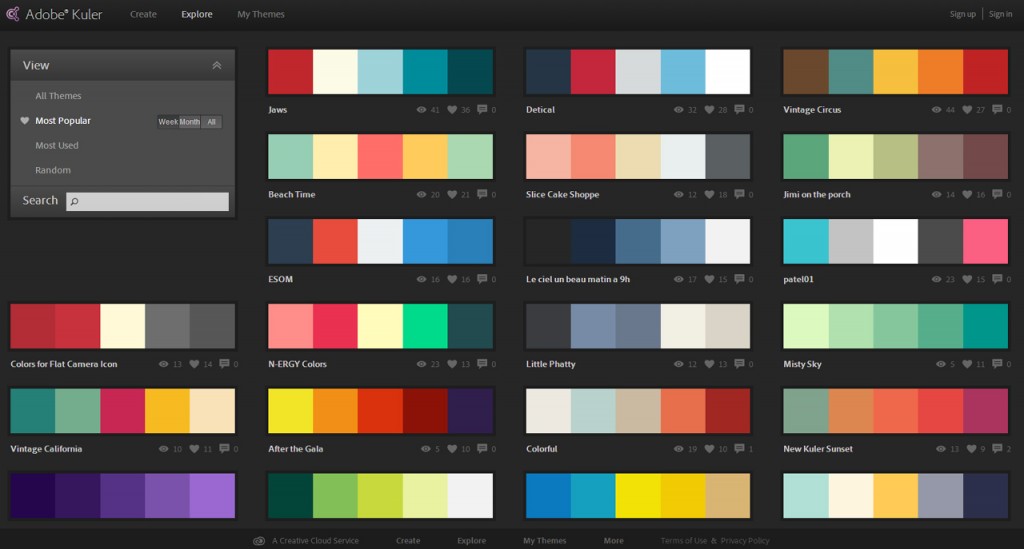 Adobe® Kuler Create Explore My Themes Sign up Sign in
View
All Themes
Most Popular Week Month All
Most Used
Random
Search
Jaws 41 36 0
Detical 32 28 0
Vintage Circus 44 27 0
Beach Time 20 21 0
Slice Cake Shoppe 12 18 0
Jimi on the porch 14 16 0
ESOM 16 16 0
Le ciel un beau matin a 9h 17 15 0
patel01 23 15 0
Colors for Flat Camera Icon 13 14 0
N-ERGY Colors 23 13 0
Little Phatty 12 13 0
Misty Sky 5 11 0
Vintage California 10 11 0
After the Gala 5 10 0
Colorful 19 10 1
New Kuler Sunset 13 9 2
A Creative Cloud Service Create Explore My Themes More Terms of Use & Privacy Policy